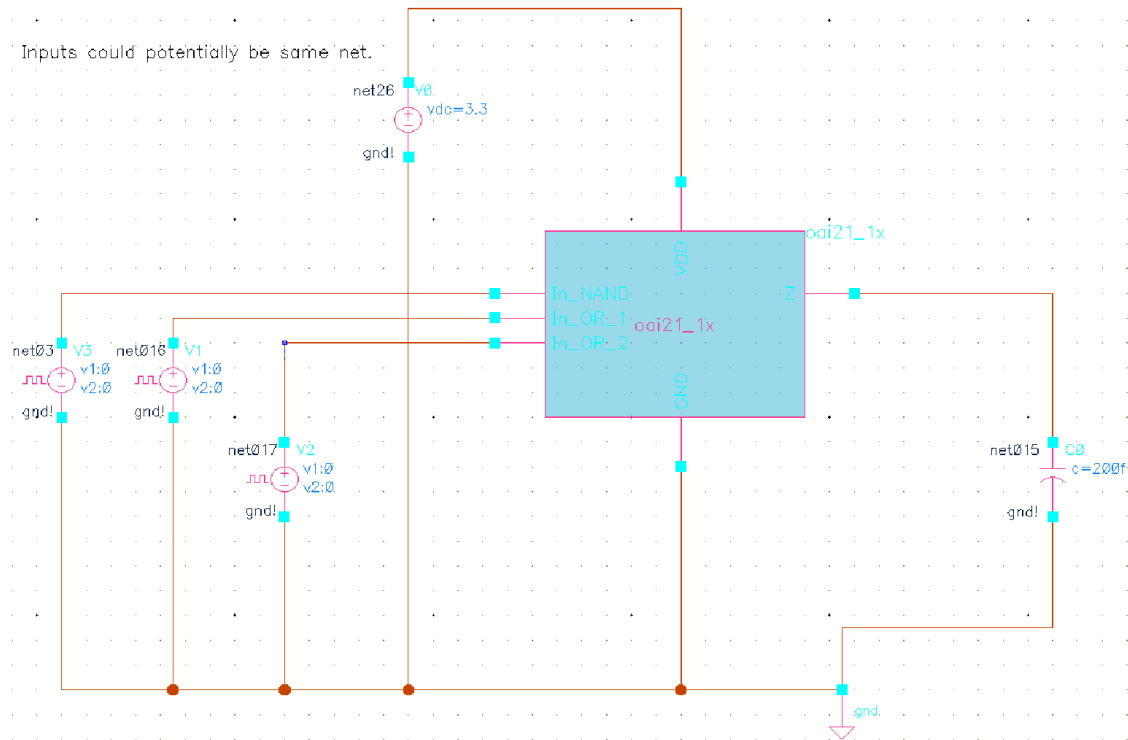 Inputs could potentially be same net.
net26 V0
vdc=3.3
gnd!
oai21_1x
VDD
In_NAND Z
In_OR_1
oai21_1x
In_OR_2
GND
net03 V3
v1:0
v2:0
gnd!
net016 V1
v1:0
v2:0
gnd!
net017 V2
v1:0
v2:0
gnd!
net015 C0
c=200f
gnd!
gnd